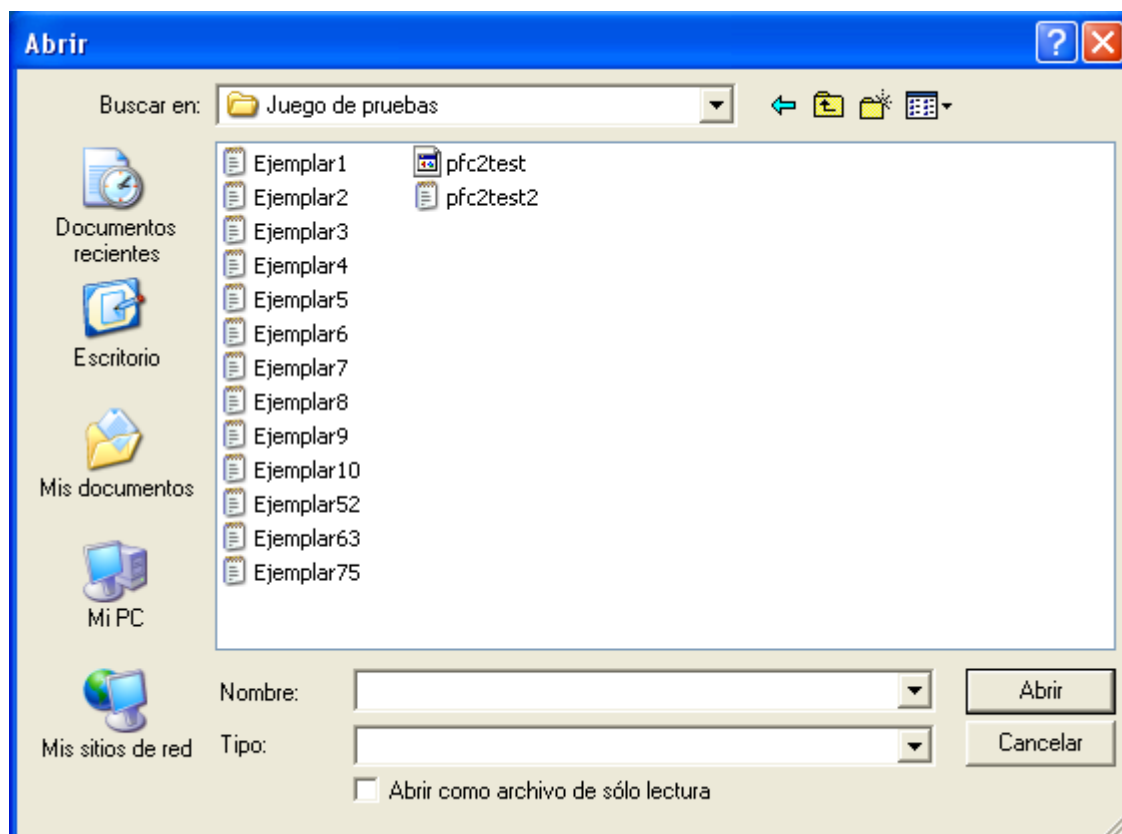 Abrir
Buscar en: Juego de pruebas
Documentos
recientes
Escritorio
Mis documentos
Mi PC
Mis sitios de red
Ejemplar1
Ejemplar2
Ejemplar3
Ejemplar4
Ejemplar5
Ejemplar6
Ejemplar7
Ejemplar8
Ejemplar9
Ejemplar10
Ejemplar52
Ejemplar63
Ejemplar75
pfc2test
pfc2test2
Nombre:
Abrir
Tipo:
Cancelar
Abrir como archivo de sólo lectura